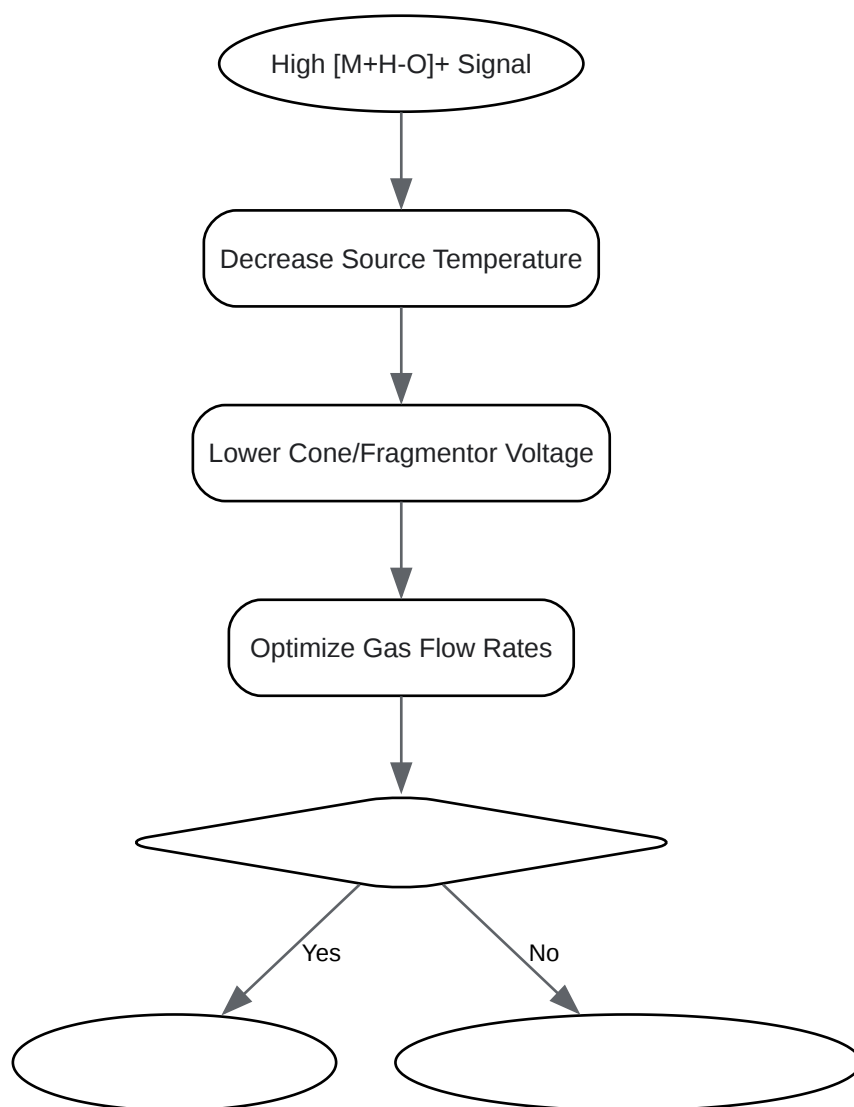 High [M+H-O]+ Signal
Decrease Source Temperature
Lower Cone/Fragmentor Voltage
Optimize Gas Flow Rates
Yes
No